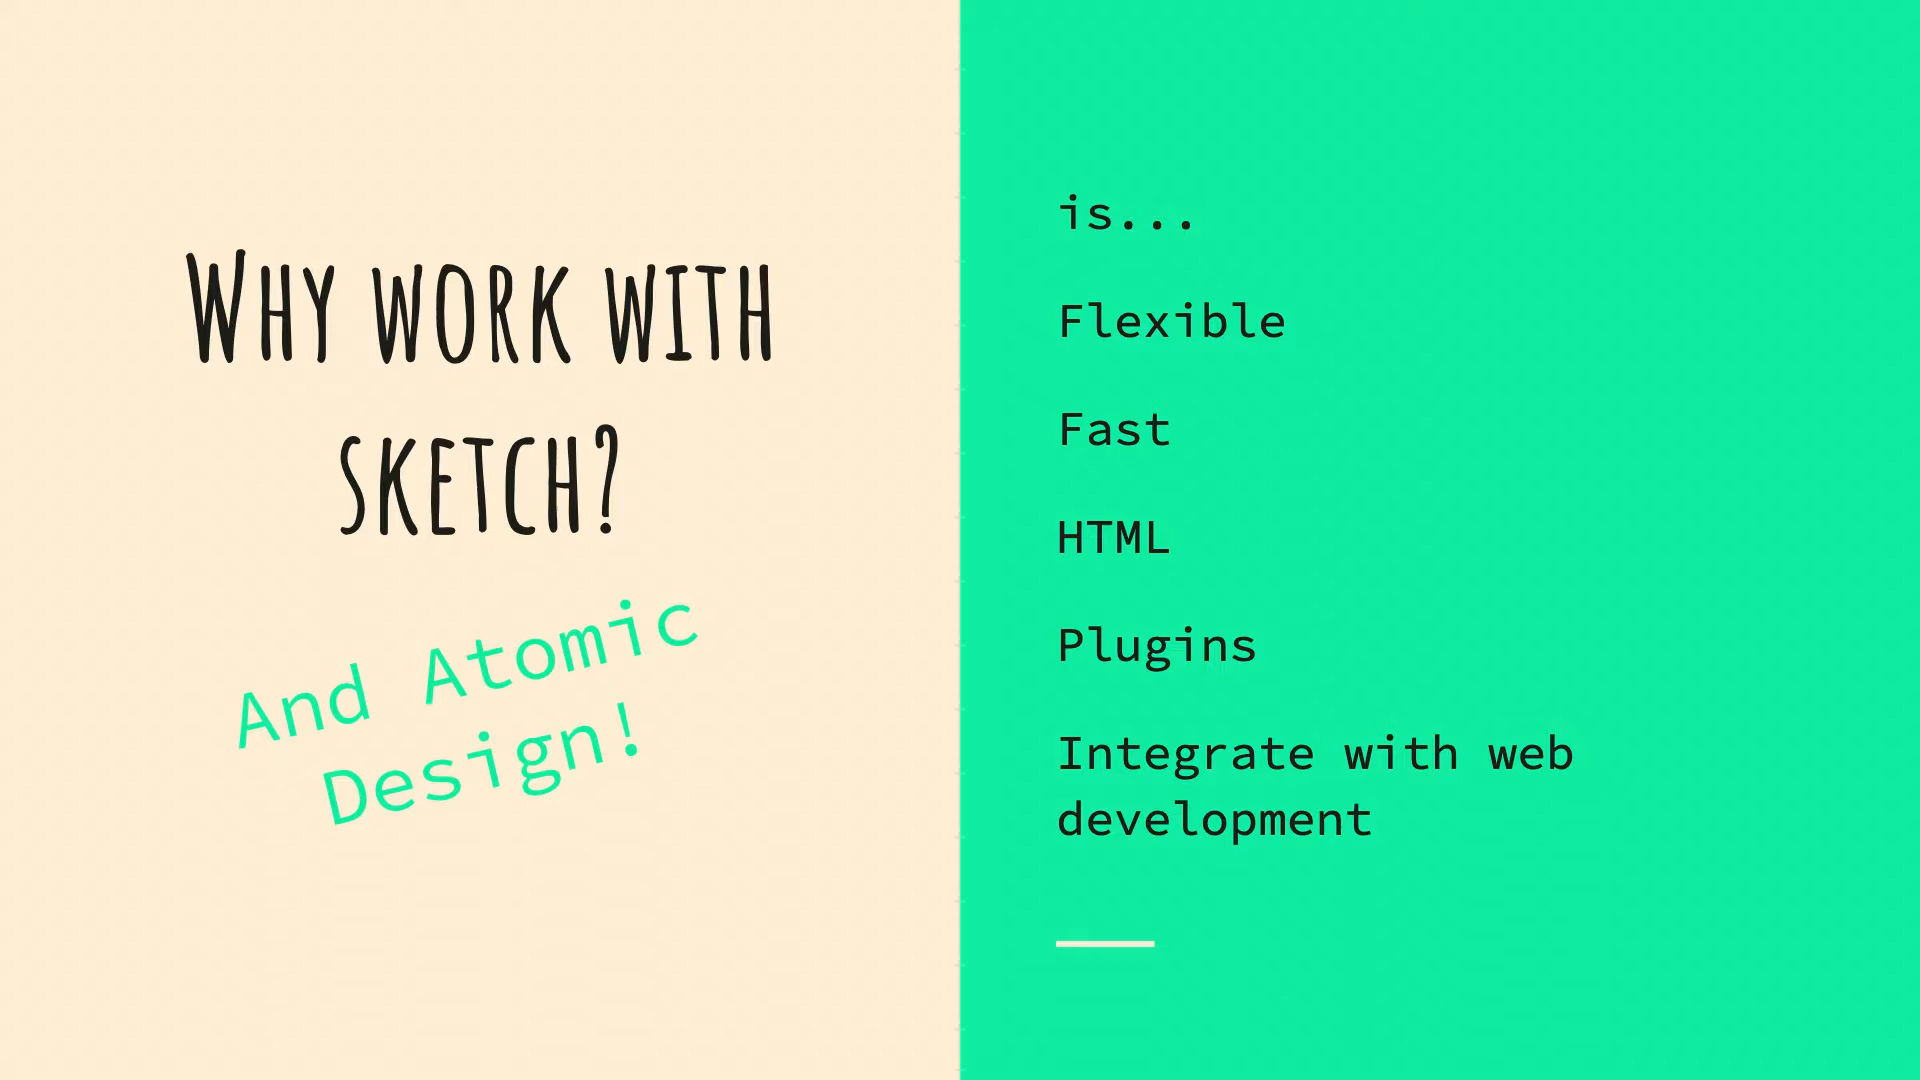 Why work with
sketch?
And Atomic
Design!
is...
Flexible
Fast
HTML
Plugins
Integrate with web
development